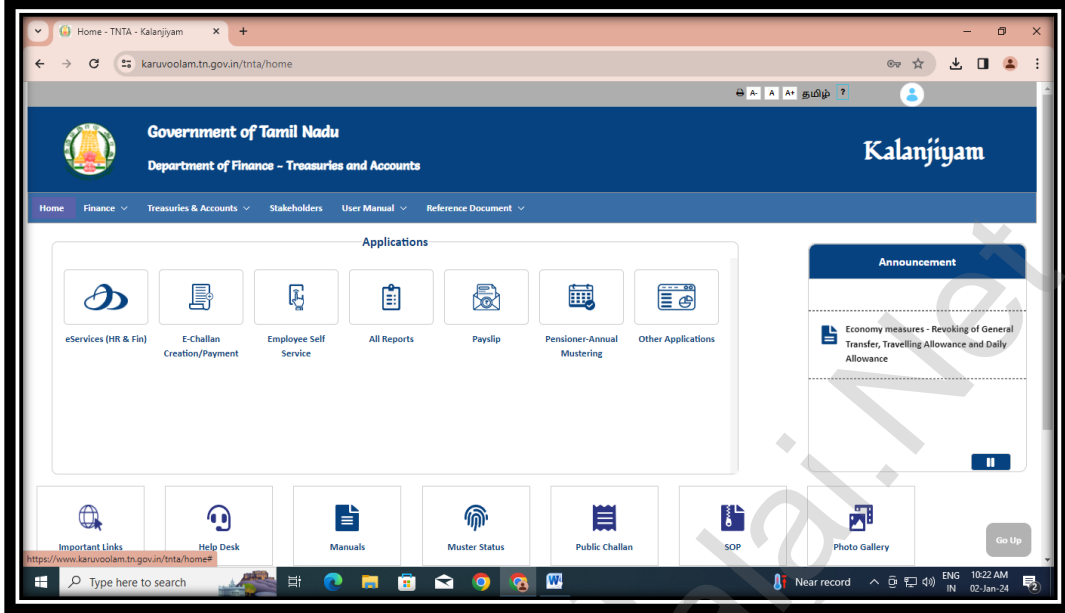 Home - TNTA - Kalanjiyam
karuvoolam.tn.gov.in/tnta/home
A- A A+ தமிழ் ?
Government of Tamil Nadu
Department of Finance - Treasuries and Accounts
Kalanjiyam
Home Finance Treasuries & Accounts Stakeholders User Manual Reference Document
Applications
eServices (HR & Fin)
E-Challan
Creation/Payment
Employee Self
Service
All Reports
Payslip
Pensioner-Annual
Mustering
Other Applications
Announcement
Economy measures - Revoking of General
Transfer, Travelling Allowance and Daily
Allowance
Important Links
Help Desk
Manuals
Muster Status
Public Challan
SOP
Photo Gallery
Go Up
https://www.karuvoolam.tn.gov.in/tnta/home#
Type here to search
Near record
ENG
IN
10:22 AM
02-Jan-24
2
alai.Net